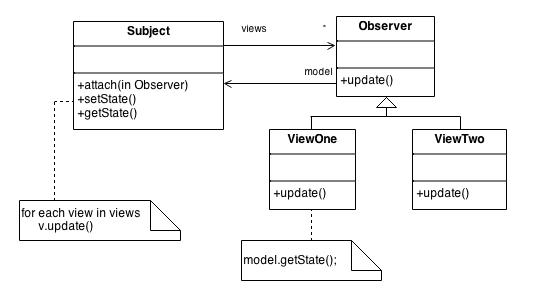 Subject
+attach(in Observer)
+setState()
+getState()
views
*
model
Observer
+update()
ViewOne
+update()
ViewTwo
+update()
for each view in views
v.update()
model.getState();